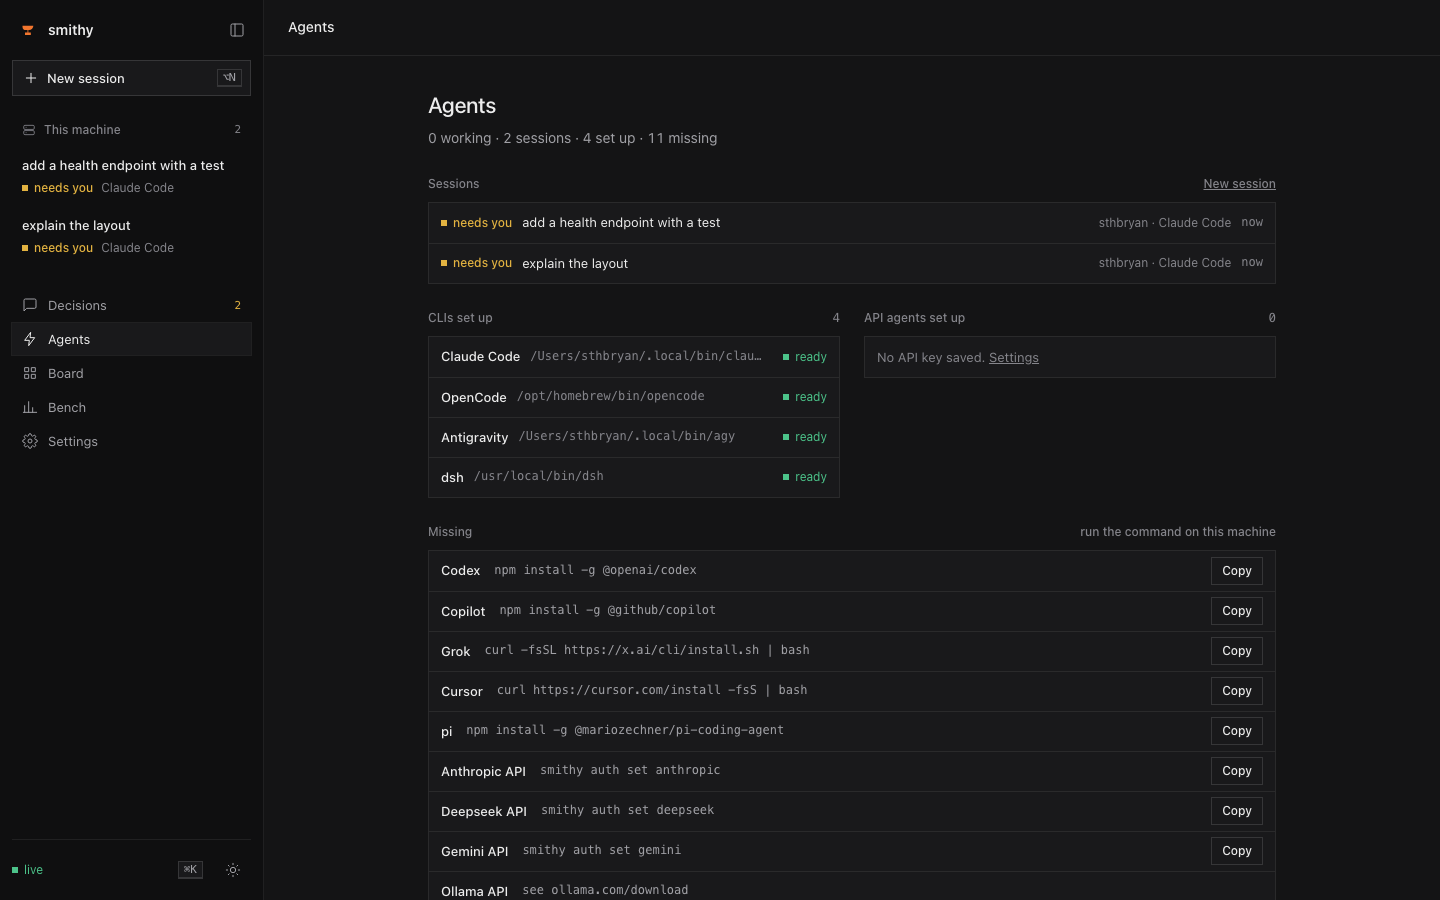 smithy
New session ⌥N
This machine 2
add a health endpoint with a test
needs you Claude Code
explain the layout
needs you Claude Code
Decisions 2
Agents
Board
Bench
Settings
live ⌘K
Agents
Agents
0 working · 2 sessions · 4 set up · 11 missing
Sessions New session
needs you add a health endpoint with a test sthbryan · Claude Code now
needs you explain the layout sthbryan · Claude Code now
CLIs set up 4
Claude Code /Users/sthbryan/.local/bin/clau… ready
OpenCode /opt/homebrew/bin/opencode ready
Antigravity /Users/sthbryan/.local/bin/agy ready
dsh /usr/local/bin/dsh ready
API agents set up 0
No API key saved. Settings
Missing run the command on this machine
Codex npm install -g @openai/codex Copy
Copilot npm install -g @github/copilot Copy
Grok curl -fsSL https://x.ai/cli/install.sh | bash Copy
Cursor curl https://cursor.com/install -fsS | bash Copy
pi npm install -g @mariozechner/pi-coding-agent Copy
Anthropic API smithy auth set anthropic Copy
Deepseek API smithy auth set deepseek Copy
Gemini API smithy auth set gemini Copy
Ollama API see ollama.com/download